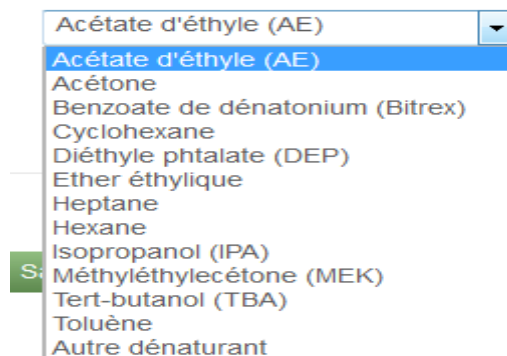 Acétate d'éthyle (AE)
Acétate d'éthyle (AE)
Acétone
Benzoate de dénatonium (Bitrex)
Cyclohexane
Diéthyle phtalate (DEP)
Ether éthylique
Heptane
Hexane
Isopropanol (IPA)
Méthyléthylecétone (MEK)
Tert-butanol (TBA)
Toluène
Autre dénaturant